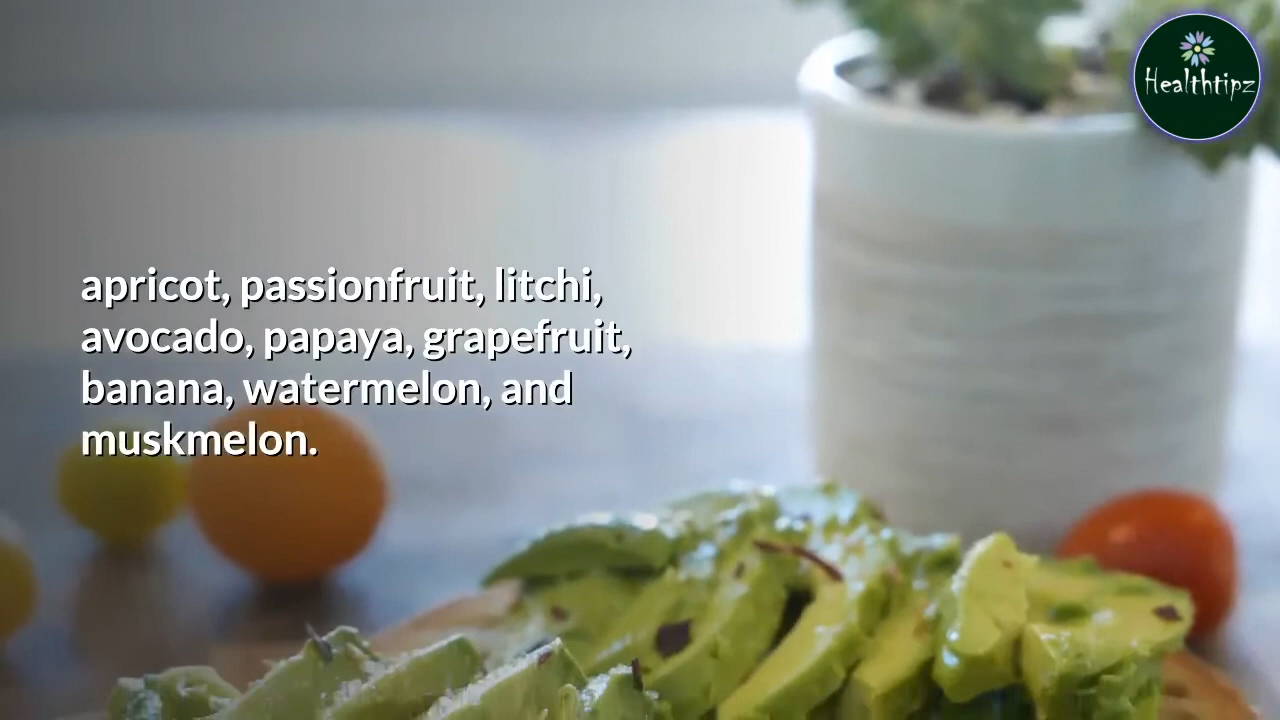 Healthtipz
apricot, passionfruit, litchi,
avocado, papaya, grapefruit,
banana, watermelon, and
muskmelon.